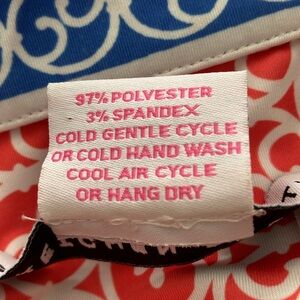 97% POLYESTER
3% SPANDEX
COLD GENTLE CYCLE
OR COLD HAND WASH
COOL AIR CYCLE
OR HANG DRY